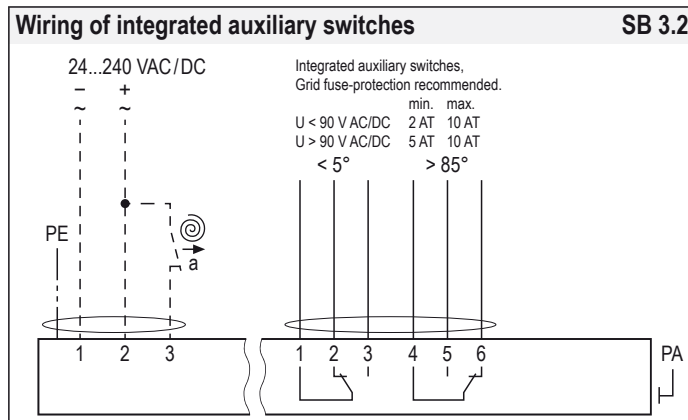 Wiring of integrated auxiliary switches SB 3.2
24...240 VAC/DC
– +
~ ~
Integrated auxiliary switches,
Grid fuse-protection recommended.
min. max.
U < 90 V AC/DC 2 AT 10 AT
U > 90 V AC/DC 5 AT 10 AT
< 5° > 85°
PE
a
1 2 3 1 2 3 4 5 6 PA